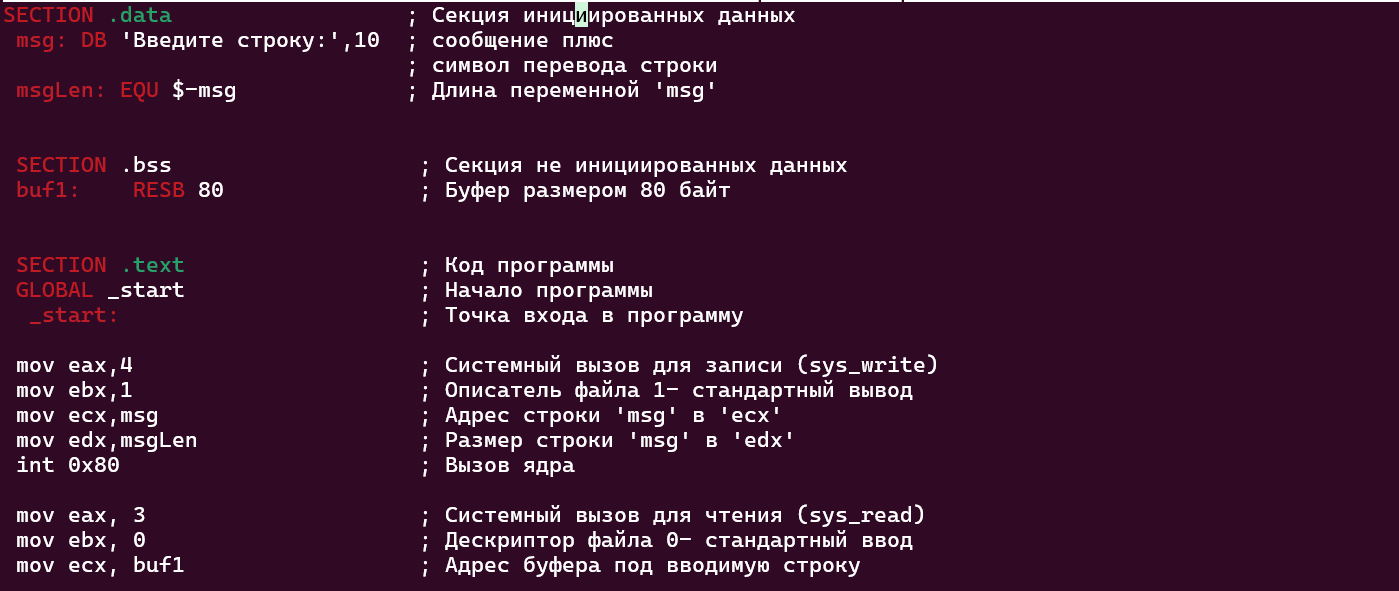 SECTION .data ; Секция инициированных данных
msg: DB 'Введите строку:',10 ; сообщение плюс
; символ перевода строки
msgLen: EQU $-msg ; Длина переменной 'msg'
SECTION .bss ; Секция не инициированных данных
buf1: RESB 80 ; Буфер размером 80 байт
SECTION .text ; Код программы
GLOBAL _start ; Начало программы
_start: ; Точка входа в программу
mov eax,4 ; Системный вызов для записи (sys_write)
mov ebx,1 ; Описатель файла 1- стандартный вывод
mov ecx,msg ; Адрес строки 'msg' в 'ecx'
mov edx,msgLen ; Размер строки 'msg' в 'edx'
int 0x80 ; Вызов ядра
mov eax, 3 ; Системный вызов для чтения (sys_read)
mov ebx, 0 ; Дескриптор файла 0- стандартный ввод
mov ecx, buf1 ; Адрес буфера под вводимую строку